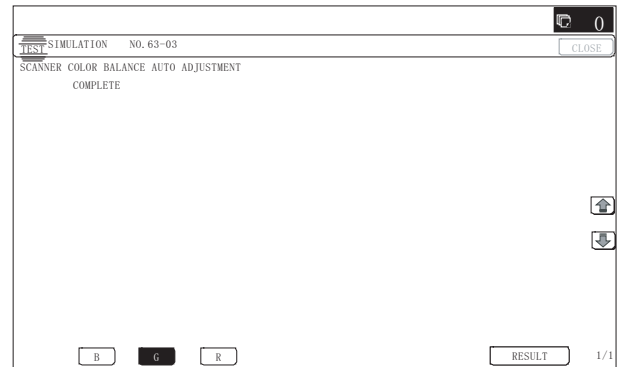 0
TEST SIMULATION NO. 63-03
CLOSE
SCANNER COLOR BALANCE AUTO ADJUSTMENT
COMPLETE
B G R RESULT 1/1